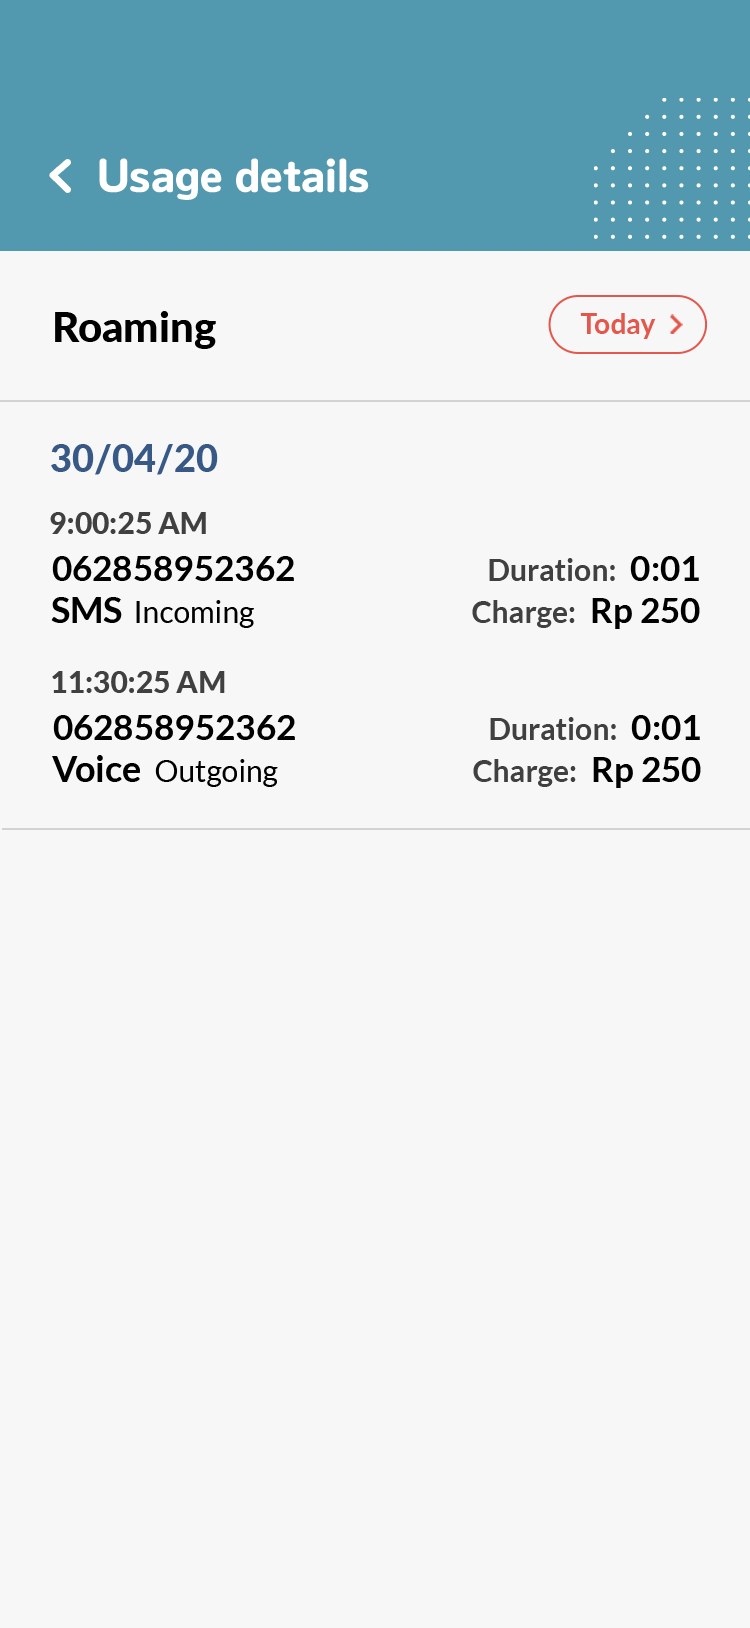 Usage details
Roaming
Today
30/04/20
9:00:25 AM
062858952362 Duration: 0:01
SMS Incoming Charge: Rp 250
11:30:25 AM
062858952362 Duration: 0:01
Voice Outgoing Charge: Rp 250